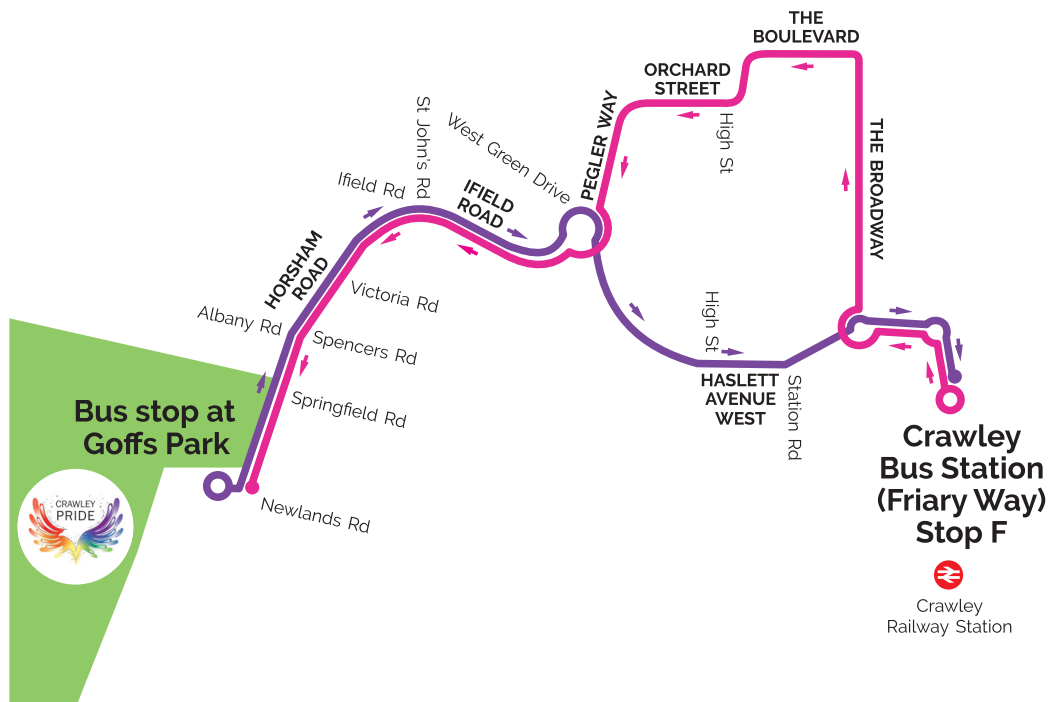 THE
BOULEVARD
ORCHARD
STREET
High St
PEGLER WAY
THE BROADWAY
West Green Drive
St John's Rd
Ifield Rd
IFIELD
ROAD
HORSHAM
ROAD
Victoria Rd
Albany Rd
Spencers Rd
Springfield Rd
High St
HASLETT
AVENUE
WEST
Station Rd
Bus stop at
Goffs Park
CRAWLEY
PRIDE
Newlands Rd
Crawley
Bus Station
(Friary Way)
Stop F
Crawley
Railway Station